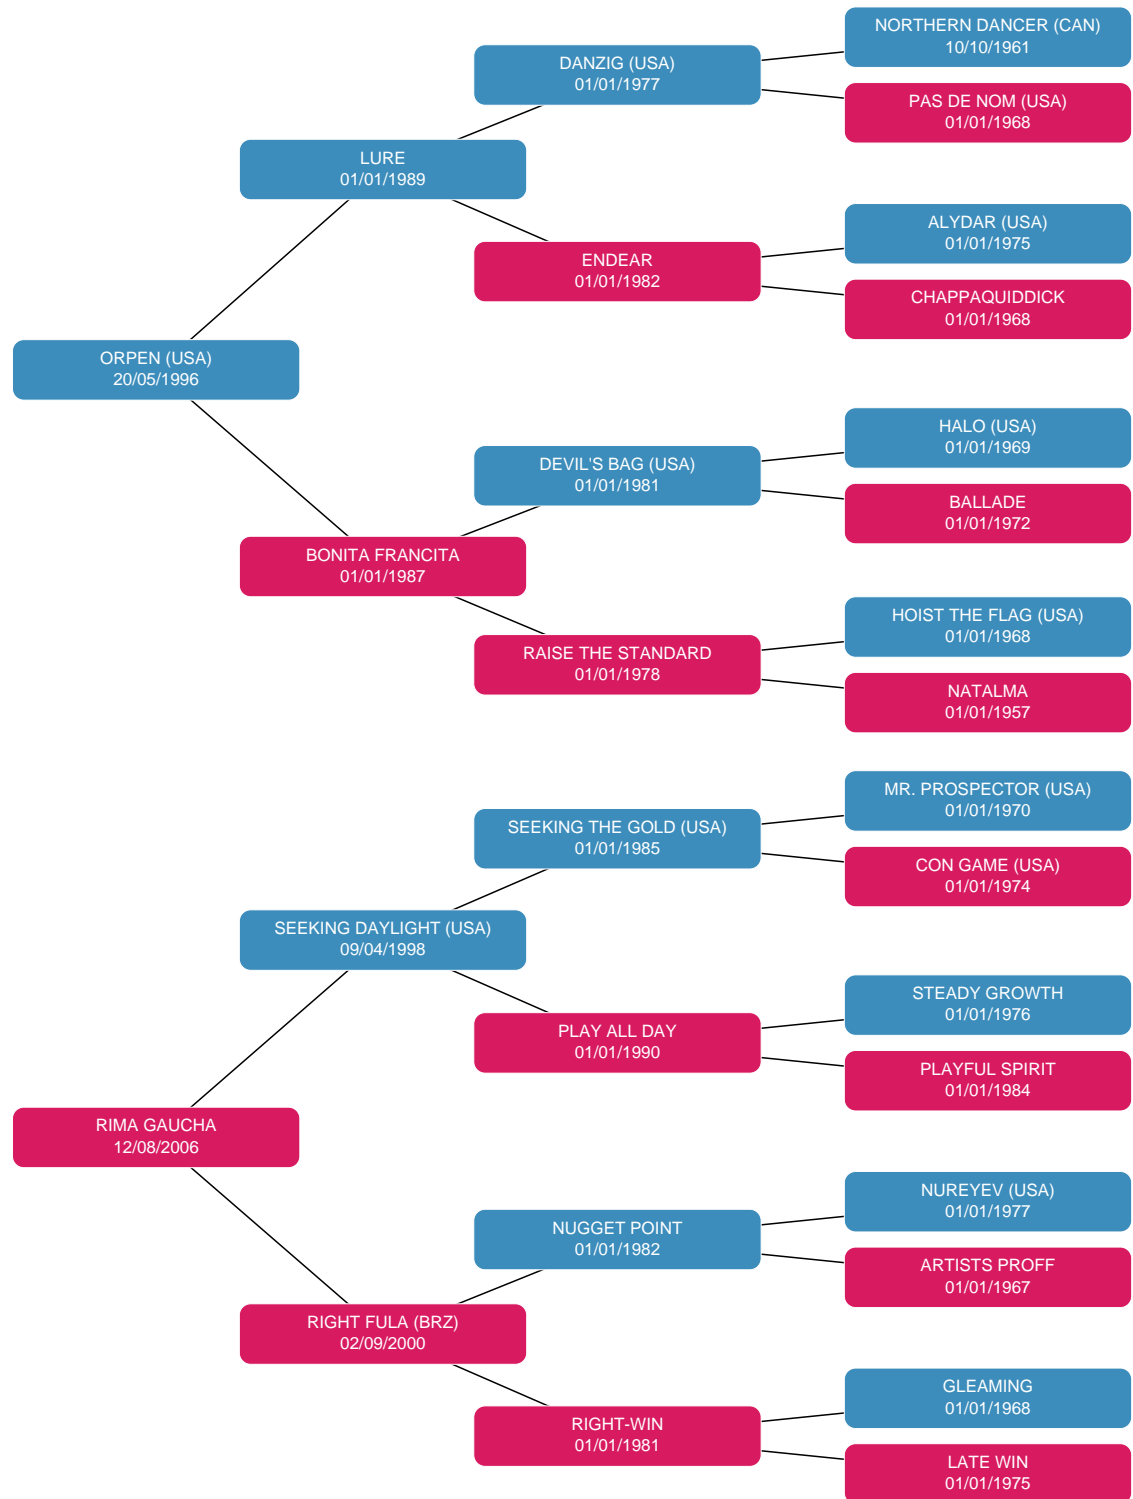 NORTHERN DANCER (CAN)
10/10/1961
DANZIG (USA)
01/01/1977
PAS DE NOM (USA)
01/01/1968
LURE
01/01/1989
ALYDAR (USA)
01/01/1975
ENDEAR
01/01/1982
CHAPPAQUIDDICK
01/01/1968
ORPEN (USA)
20/05/1996
HALO (USA)
01/01/1969
DEVIL'S BAG (USA)
01/01/1981
BALLADE
01/01/1972
BONITA FRANCITA
01/01/1987
HOIST THE FLAG (USA)
01/01/1968
RAISE THE STANDARD
01/01/1978
NATALMA
01/01/1957
MR. PROSPECTOR (USA)
01/01/1970
SEEKING THE GOLD (USA)
01/01/1985
CON GAME (USA)
01/01/1974
SEEKING DAYLIGHT (USA)
09/04/1998
STEADY GROWTH
01/01/1976
PLAY ALL DAY
01/01/1990
PLAYFUL SPIRIT
01/01/1984
RIMA GAUCHA
12/08/2006
NUREYEV (USA)
01/01/1977
NUGGET POINT
01/01/1982
ARTISTS PROFF
01/01/1967
RIGHT FULA (BRZ)
02/09/2000
GLEAMING
01/01/1968
RIGHT-WIN
01/01/1981
LATE WIN
01/01/1975